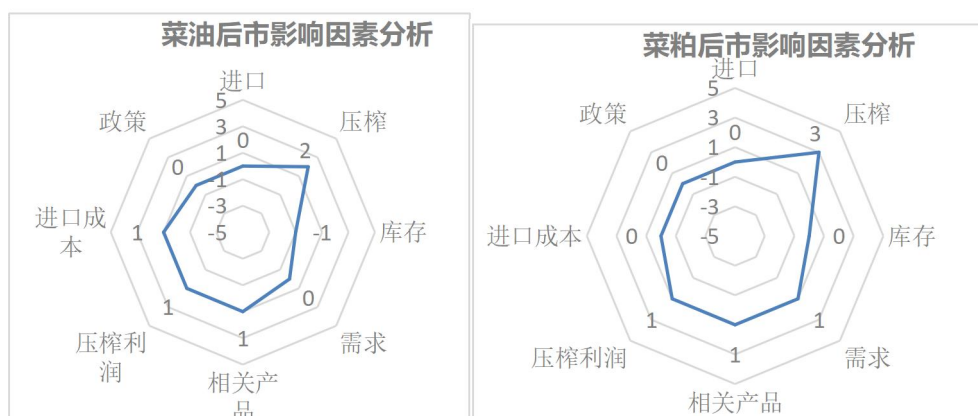 菜油后市影响因素分析
进口
5
政策
压榨
3
0
2
1
0
-1
-3
进口成
本
1
-5
-1
库存
1
0
压榨利
润
1
需求
相关产
品
菜粕后市影响因素分析
进口
5
政策
压榨
3
0
3
1
0
-1
-3
进口成本
0
-5
0
库存
1
1
压榨利润
1
需求
相关产品